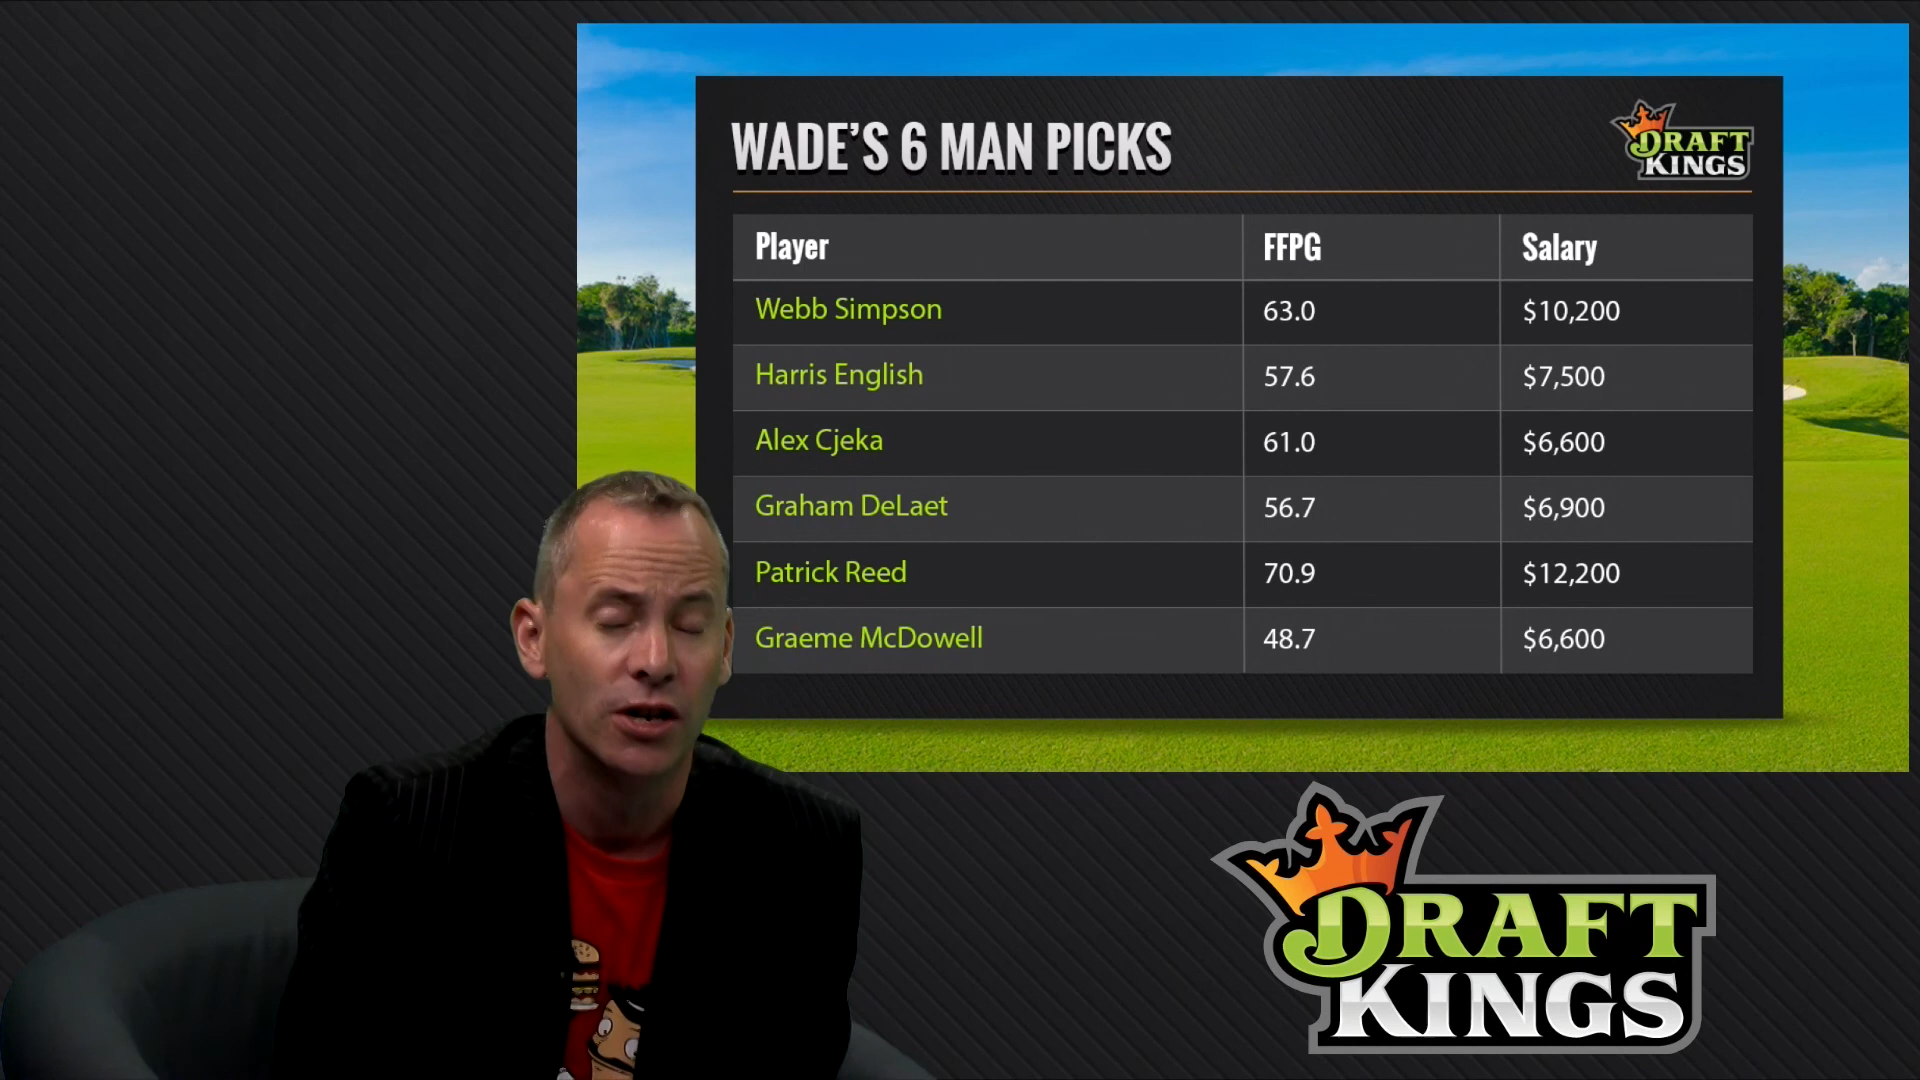 WADE'S 6 MAN PICKS
DRAFT
KINGS
Player FFPG Salary
Webb Simpson 63.0 $10,200
Harris English 57.6 $7,500
Alex Cjeka 61.0 $6,600
Graham DeLaet 56.7 $6,900
Patrick Reed 70.9 $12,200
Graeme McDowell 48.7 $6,600
DRAFT
KINGS